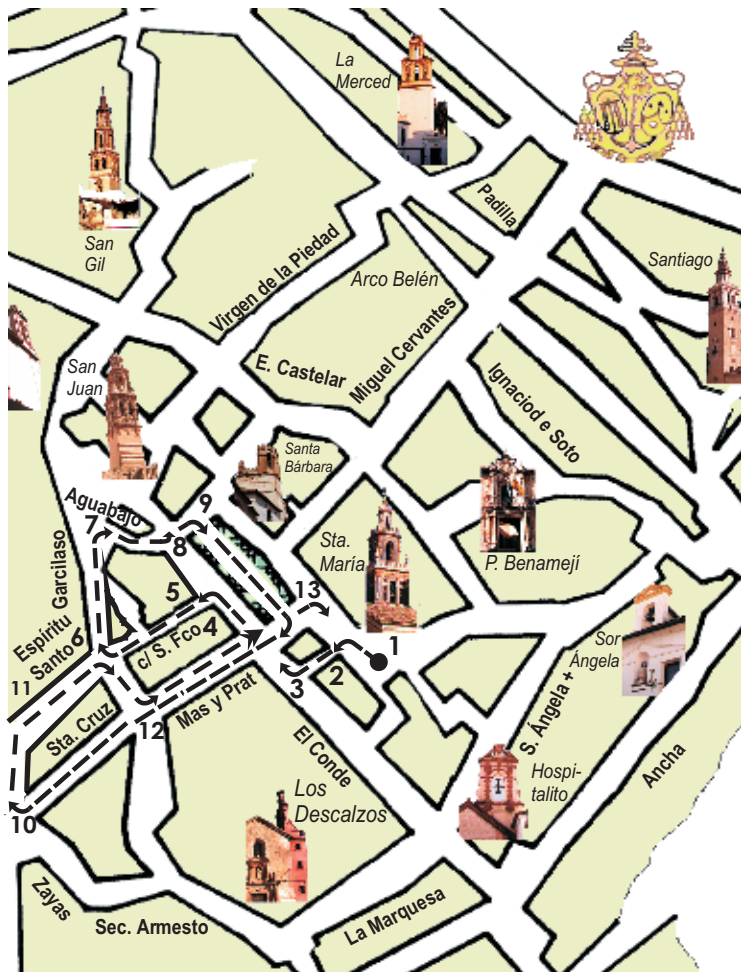 La
Merced
Padilla
San
Gil
Virgen de la Piedad
Arco Belén
Santiago
Miguel Cervantes
E. Castelar
San
Juan
Ignaciod e Soto
Santa
Bárbara
Aguabajo
9
7
8
Sta.
María
P. Benamejí
Garcilaso
Espíritu
Santo
5
13
6
4
c/ S. Fco
1
2
3
Sor
Ángela
11
12
Sta. Cruz
Mas y Prat
El Conde
S. Ángela +
10
Hospi-
talito
Ancha
Los
Descalzos
Zayas
Sec. Armesto
La Marquesa